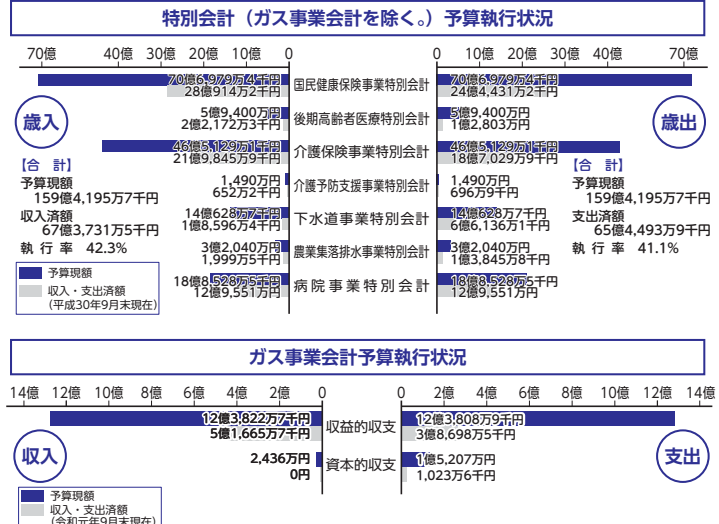 特別会計（ガス事業会計を除く。）予算執行状況
70億 40億 30億 20億 10億 0
0 10億 20億 30億 40億 70億
歳入
歳出
70億6,979万4千円 国民健康保険事業特別会計 70億6,979万4千円
28億914万2千円 24億4,431万2千円
5億9,400万円 後期高齢者医療特別会計 5億9,400万円
2億2,172万3千円 1億2,803万円
46億5,129万1千円 介護保険事業特別会計 46億5,129万1千円
21億9,845万9千円 18億7,029万9千円
1,490万円 介護予防支援事業特別会計 1,490万円
652万2千円 696万9千円
14億628万7千円 下水道事業特別会計 14億628万7千円
1億8,596万4千円 6億6,136万1千円
3億2,040万円 農業集落排水事業特別会計 3億2,040万円
1,999万5千円 1億3,845万8千円
18億8,528万5千円 病院事業特別会計 18億8,528万5千円
12億9,551万円 12億9,551万円
【合　計】
予算現額
159億4,195万7千円
収入済額
67億3,731万5千円
執 行 率 42.3%
【合　計】
予算現額
159億4,195万7千円
支出済額
65億4,493万9千円
執 行 率 41.1%
予算現額
収入・支出済額
(平成30年9月末現在)
ガス事業会計予算執行状況
14億 12億 10億 8億 6億 4億 2億 0
0 2億 4億 6億 8億 10億 12億 14億
収入
支出
12億3,822万7千円 収益的収支 12億3,808万9千円
5億1,665万7千円 3億8,698万5千円
2,436万円 資本的収支 1億5,207万円
0円 1,023万6千円
予算現額
収入・支出済額
(令和元年9月末現在)